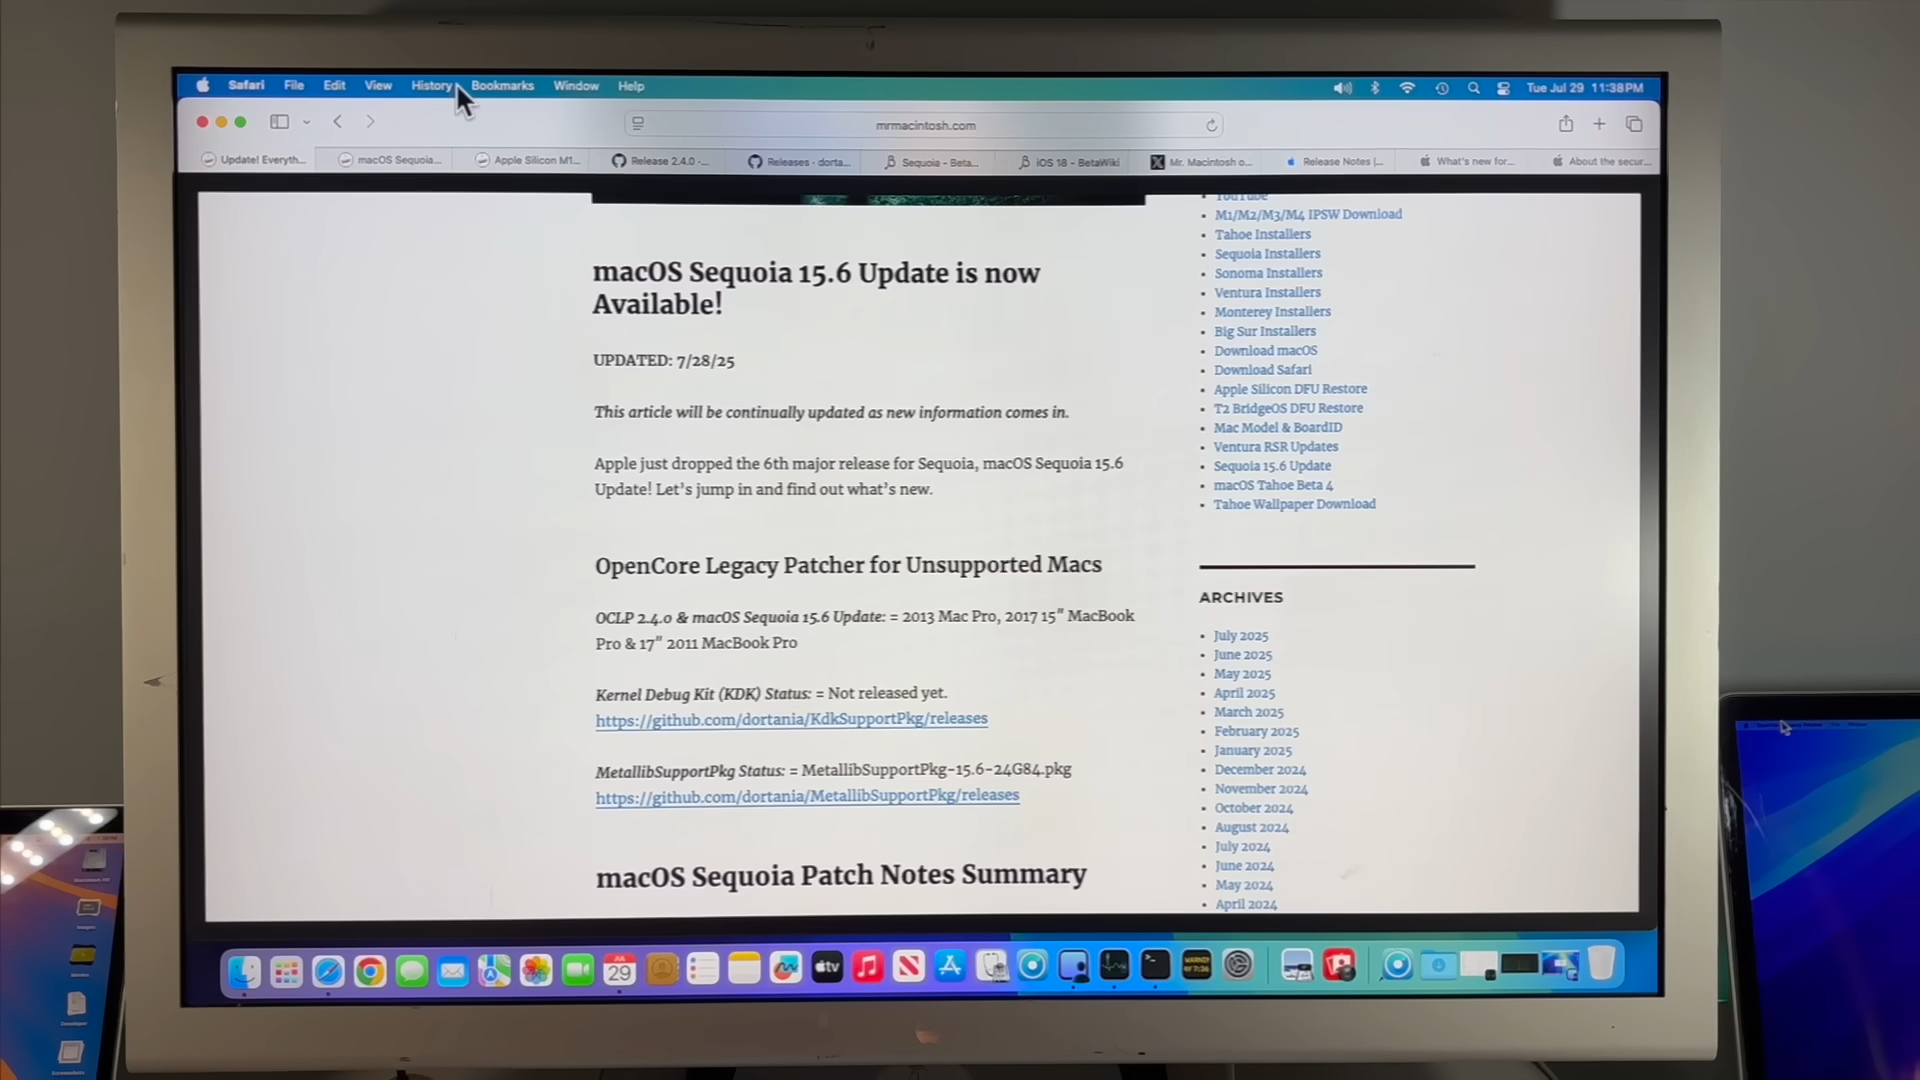 Safari File Edit View History Bookmarks Window Help
Tue Jul 29 11:38 PM
mrmacintosh.com
Update! Everyth...
macOS Sequoia...
Apple Silicon M1...
Release 2.4.0 -...
Releases · dorta...
Sequoia – Beta...
iOS 18 – BetaWiki
Mr. Macintosh o...
Release Notes |...
What's new for...
About the secur...
macOS Sequoia 15.6 Update is now
Available!
UPDATED: 7/28/25
This article will be continually updated as new information comes in.
Apple just dropped the 6th major release for Sequoia, macOS Sequoia 15.6
Update! Let's jump in and find out what's new.
OpenCore Legacy Patcher for Unsupported Macs
OCLP 2.4.0 & macOS Sequoia 15.6 Update: = 2013 Mac Pro, 2017 15" MacBook
Pro & 17" 2011 MacBook Pro
Kernel Debug Kit (KDK) Status: = Not released yet.
https://github.com/dortania/KdkSupportPkg/releases
MetallibSupportPkg Status: = MetallibSupportPkg-15.6-24G84.pkg
https://github.com/dortania/MetallibSupportPkg/releases
macOS Sequoia Patch Notes Summary
YouTube
M1/M2/M3/M4 IPSW Download
Tahoe Installers
Sequoia Installers
Sonoma Installers
Ventura Installers
Monterey Installers
Big Sur Installers
Download macOS
Download Safari
Apple Silicon DFU Restore
T2 BridgeOS DFU Restore
Mac Model & BoardID
Ventura RSR Updates
Sequoia 15.6 Update
macOS Tahoe Beta 4
Tahoe Wallpaper Download
ARCHIVES
July 2025
June 2025
May 2025
April 2025
March 2025
February 2025
January 2025
December 2024
November 2024
October 2024
August 2024
July 2024
June 2024
May 2024
April 2024
JUL
29
tv